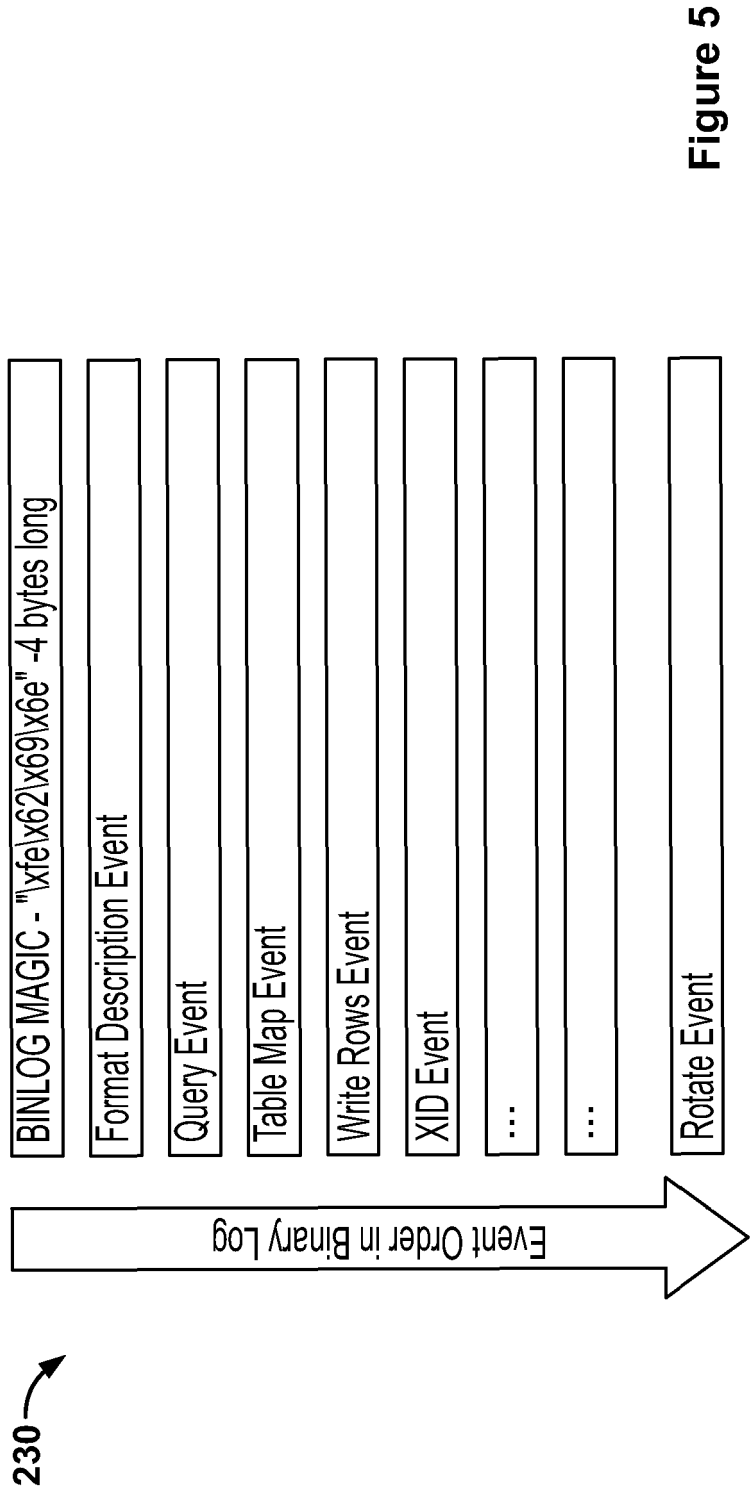 230
Event Order in Binary Log
BINLOG MAGIC - "\xfe\x62\x69\x6e" -4 bytes long
Format Description Event
Query Event
Table Map Event
Write Rows Event
XID Event
...
...
Rotate Event
Figure 5